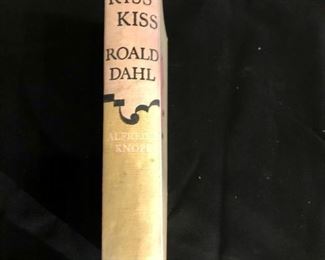 KISS
KISS
ROALD
DAHL
ALFRED A
KNOPF